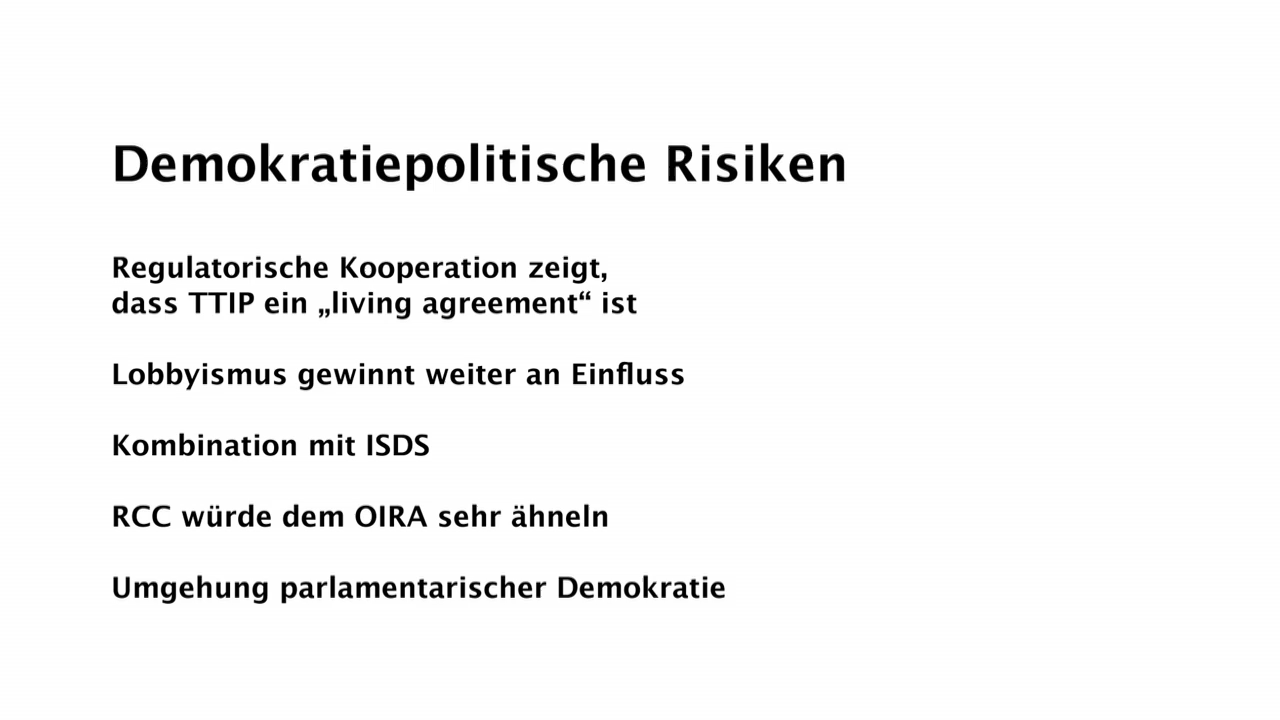 Demokratiepolitische Risiken
Regulatorische Kooperation zeigt,
dass TTIP ein „living agreement“ ist
Lobbyismus gewinnt weiter an Einfluss
Kombination mit ISDS
RCC würde dem OIRA sehr ähneln
Umgehung parlamentarischer Demokratie